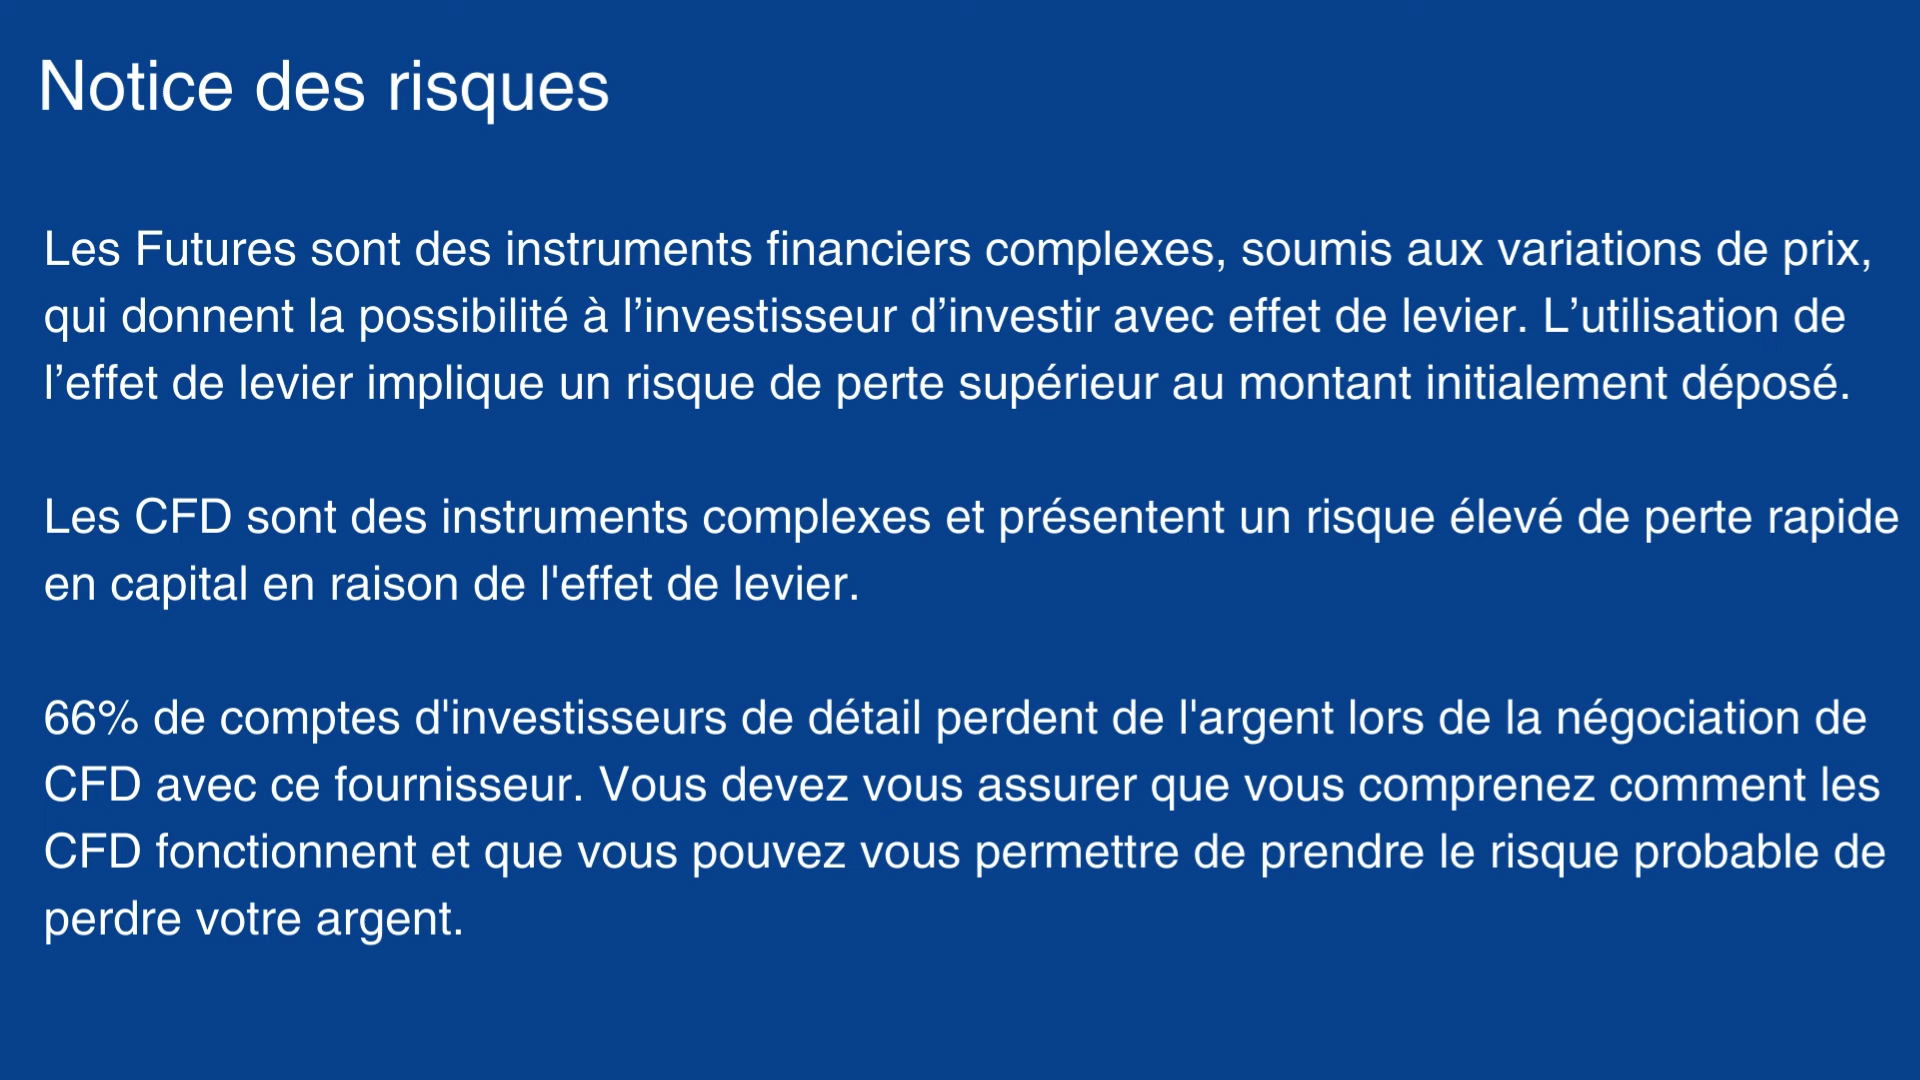 Notice des risques
Les Futures sont des instruments financiers complexes, soumis aux variations de prix,
qui donnent la possibilité à l’investisseur d’investir avec effet de levier. L’utilisation de
l’effet de levier implique un risque de perte supérieur au montant initialement déposé.
Les CFD sont des instruments complexes et présentent un risque élevé de perte rapide
en capital en raison de l'effet de levier.
66% de comptes d'investisseurs de détail perdent de l'argent lors de la négociation de
CFD avec ce fournisseur. Vous devez vous assurer que vous comprenez comment les
CFD fonctionnent et que vous pouvez vous permettre de prendre le risque probable de
perdre votre argent.